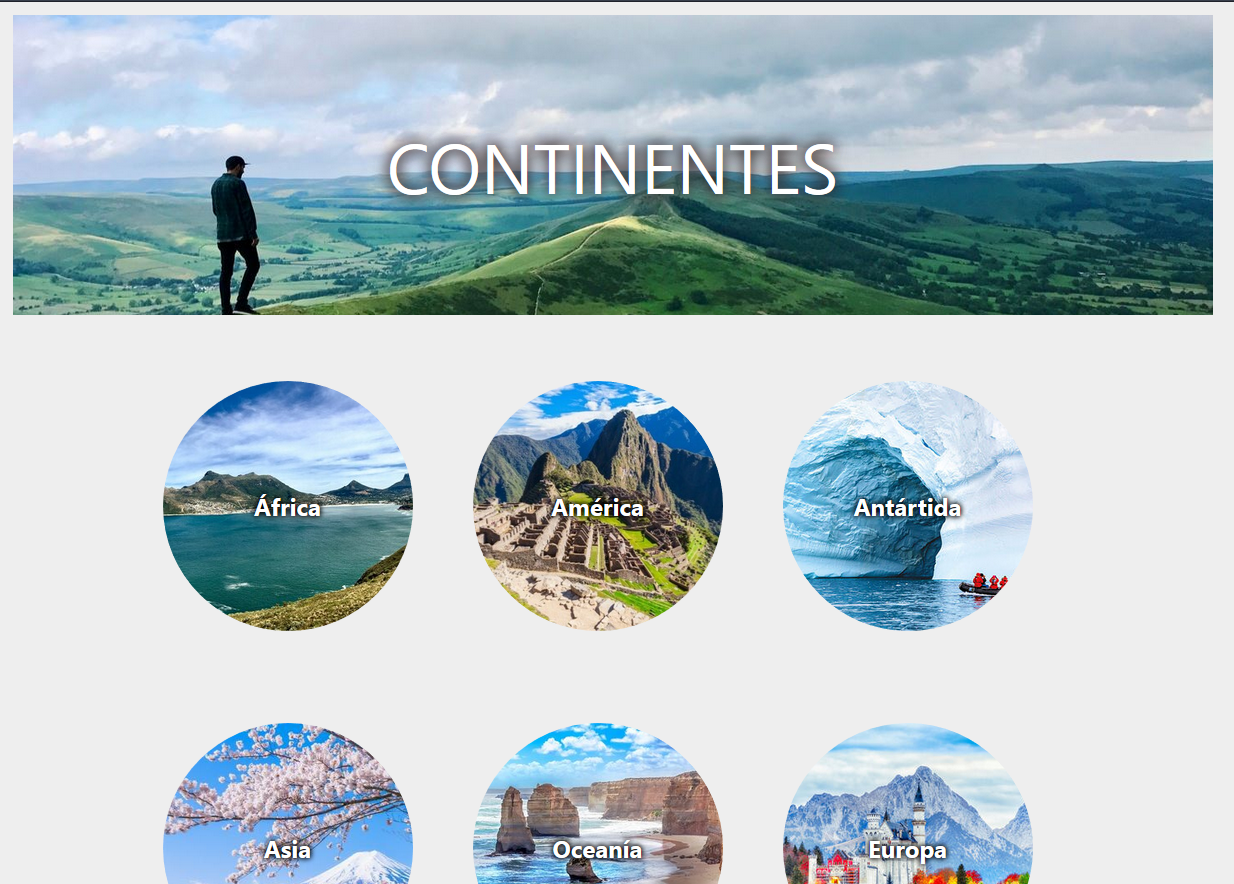 CONTINENTES
África
América
Antártida
Asia
Oceanía
Europa